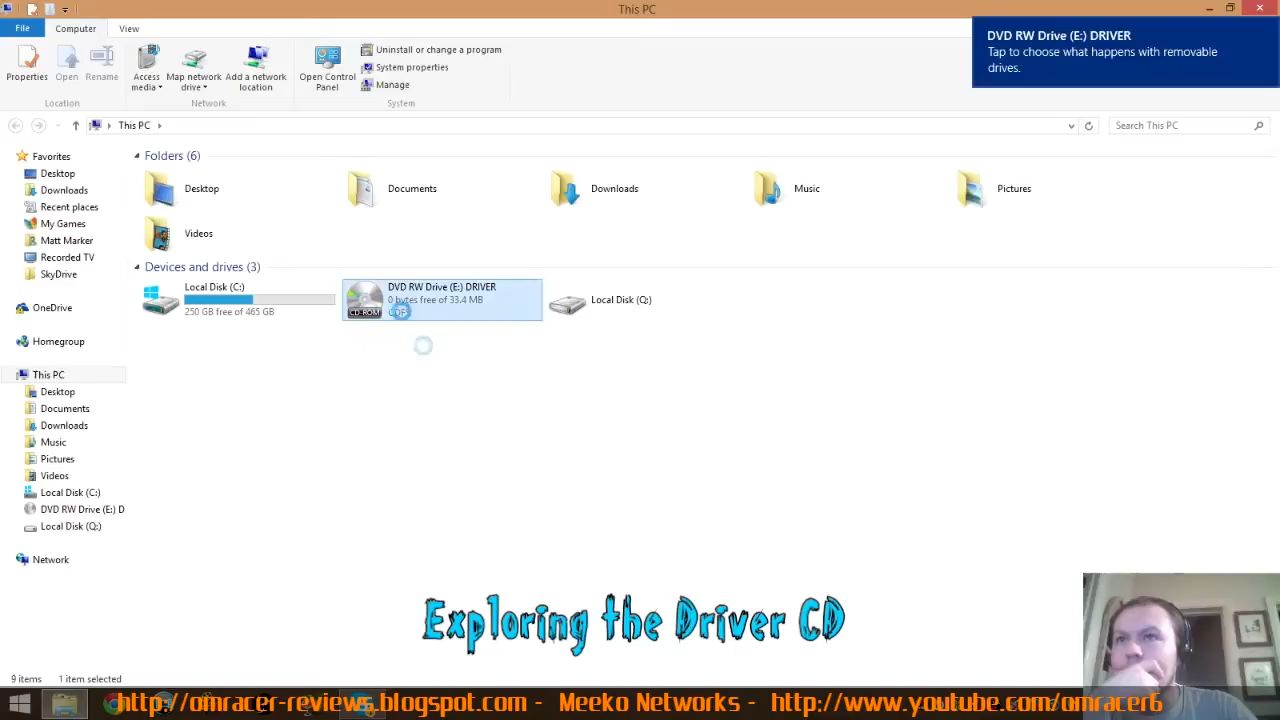 This PC
File
Computer
View
Properties
Open
Rename
Access media
Map network drive
Add a network location
Open Control Panel
Uninstall or change a program
System properties
Manage
Location
Network
System
DVD RW Drive (E:) DRIVER
Tap to choose what happens with removable
drives.
This PC
Search This PC
Favorites
Desktop
Downloads
Recent places
My Games
Matt Marker
Recorded TV
SkyDrive
OneDrive
Homegroup
This PC
Desktop
Documents
Downloads
Music
Pictures
Videos
Local Disk (C:)
DVD RW Drive (E:) D
Local Disk (Q:)
Network
Folders (6)
Desktop
Documents
Downloads
Music
Pictures
Videos
Devices and drives (3)
Local Disk (C:)
250 GB free of 465 GB
DVD RW Drive (E:) DRIVER
0 bytes free of 33.4 MB
CD-ROM
Local Disk (Q:)
Exploring the Driver CD
9 items
1 item selected
http://omracer-reviews.blogspot.com - Meeko Networks - http://www.youtube.com/omracer6